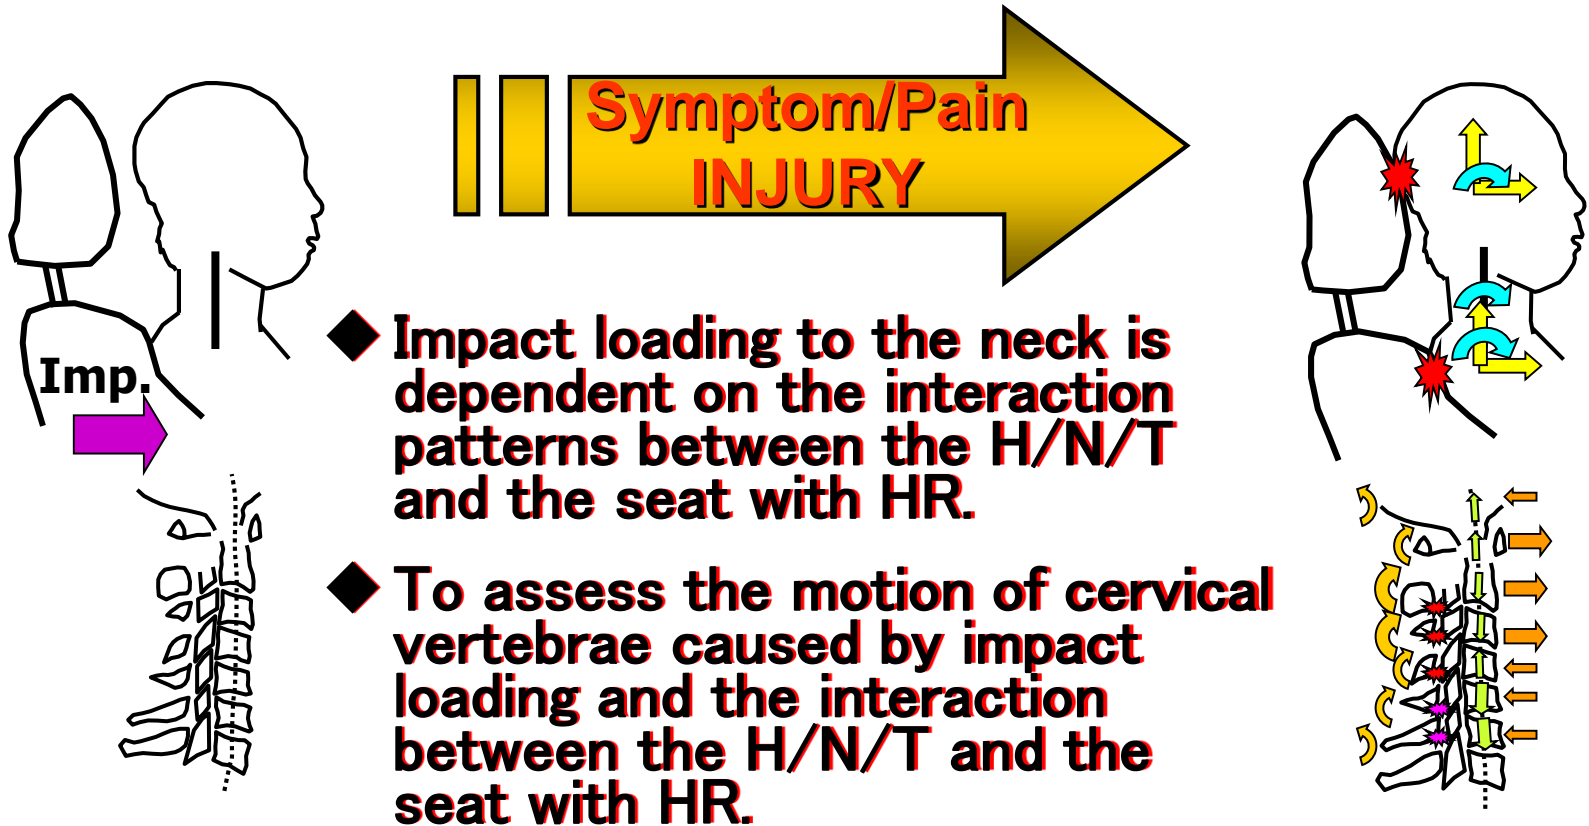 Symptom/Pain
INJURY
Imp.
◆ Impact loading to the neck is
dependent on the interaction
patterns between the H/N/T
and the seat with HR.
◆ To assess the motion of cervical
vertebrae caused by impact
loading and the interaction
between the H/N/T and the
seat with HR.